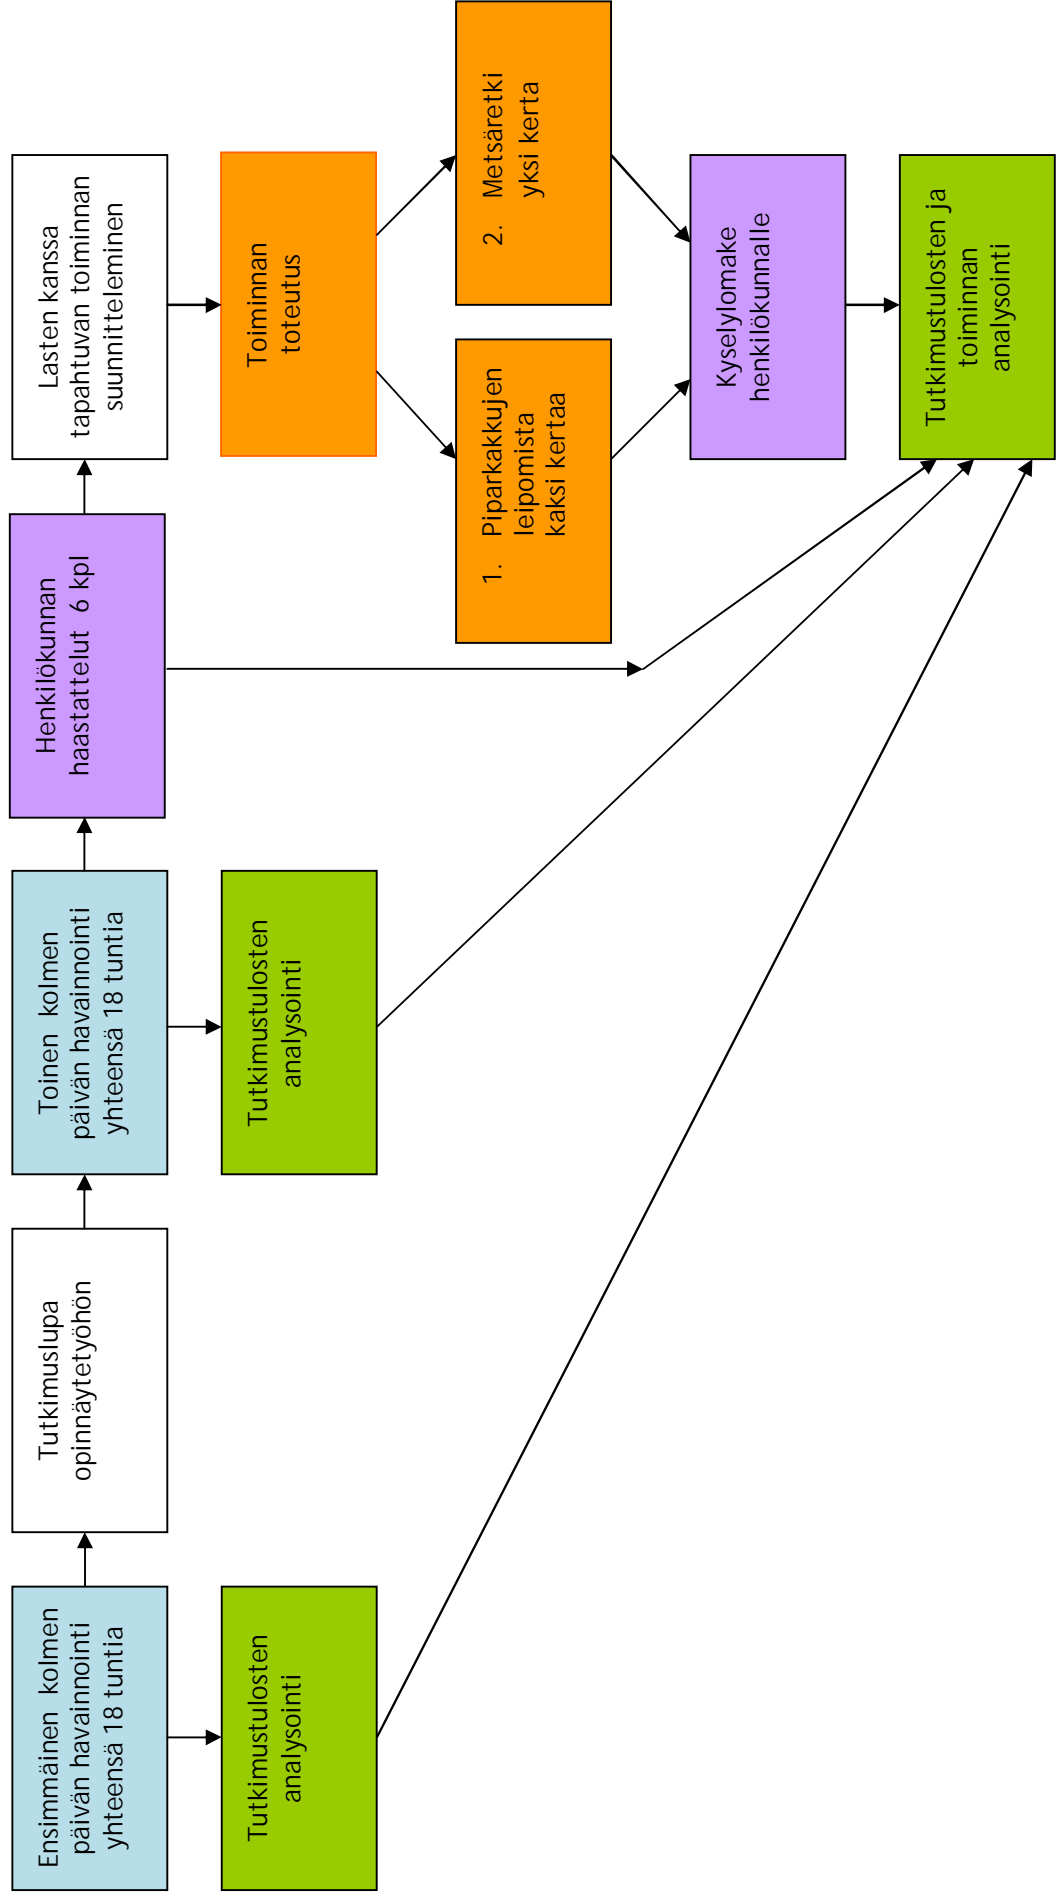 Ensimmäinen kolmen
päivän havainnointi
yhteensä 18 tuntia
Tutkimuslupa
opinnäytetyöhön
Toinen kolmen
päivän havainnointi
yhteensä 18 tuntia
Henkilökunnan
haastattelut 6 kpl
Lasten kanssa
tapahtuvan toiminnan
suunnitteleminen
Tutkimustulosten
analysointi
Tutkimustulosten
analysointi
Toiminnan
toteutus
1. Piparkakkujen
leipomista
kaksi kertaa
2. Metsäretki
yksi kerta
Kyselylomake
henkilökunnalle
Tutkimustulosten ja
toiminnan
analysointi